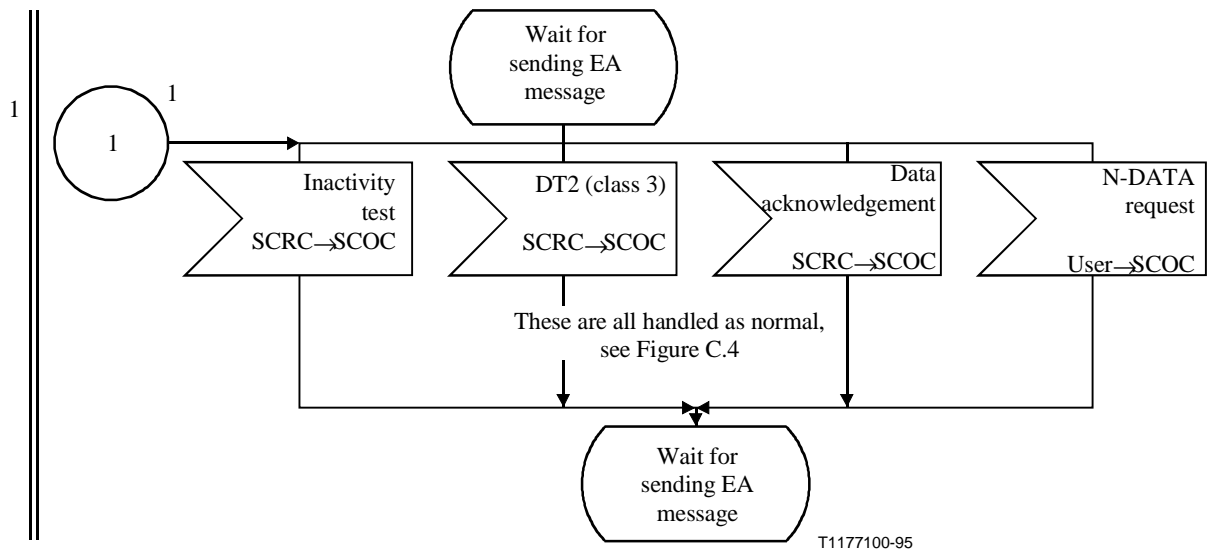 Wait for
sending EA
message
1
1
1
Inactivity
test
SCRC→SCOC
DT2 (class 3)
SCRC→SCOC
Data
acknowledgement
SCRC→SCOC
N-DATA
request
User→SCOC
These are all handled as normal,
see Figure C.4
Wait for
sending EA
message
T1177100-95